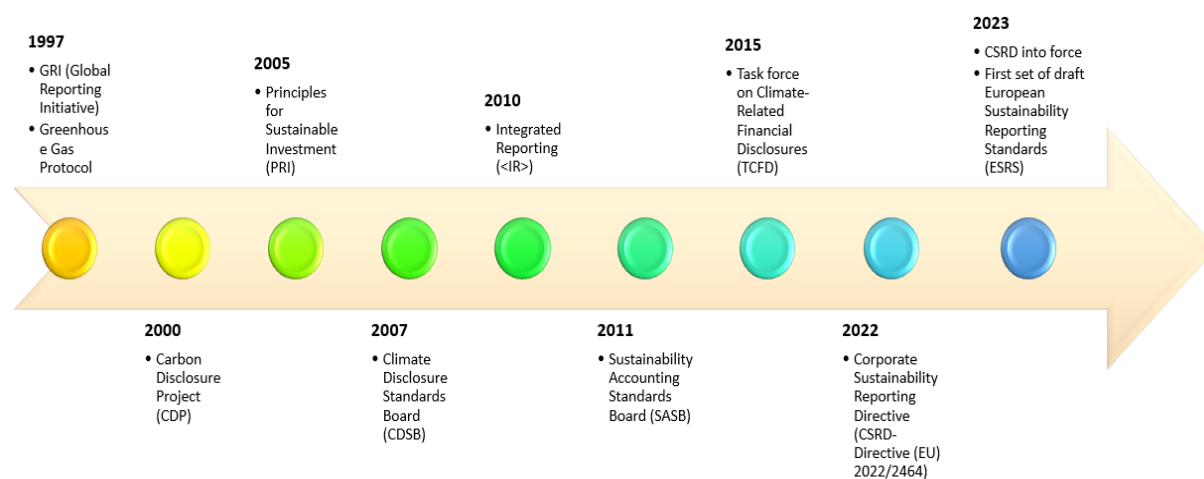 1997
• GRI (Global
Reporting
Initiative)
• Greenhous
e Gas
Protocol
2000
• Carbon
Disclosure
Project
(CDP)
2005
• Principles
for
Sustainable
Investment
(PRI)
2007
• Climate
Disclosure
Standards
Board
(CDSB)
2010
• Integrated
Reporting
(<IR>)
2011
• Sustainability
Accounting
Standards
Board (SASB)
2015
• Task force
on Climate-
Related
Financial
Disclosures
(TCFD)
2022
• Corporate
Sustainability
Reporting
Directive
(CSRD-
Directive (EU)
2022/2464)
2023
• CSRD into force
• First set of draft
European
Sustainability
Reporting
Standards
(ESRS)